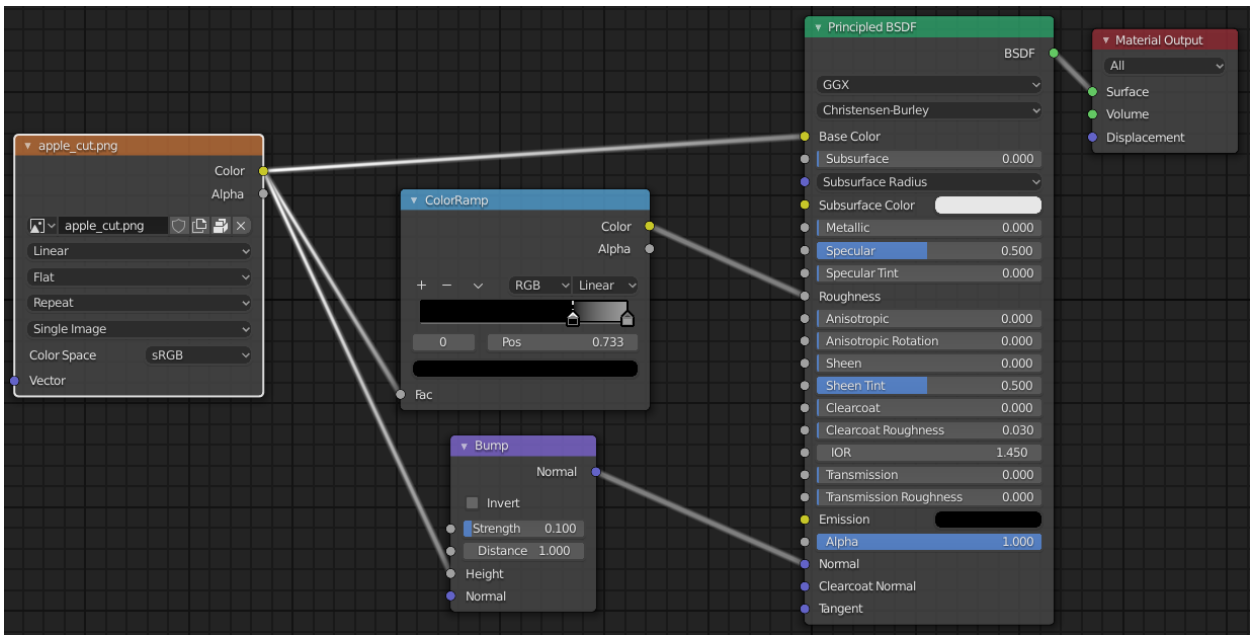 apple_cut.png
Color
Alpha
apple_cut.png
Linear
Flat
Repeat
Single Image
Color Space sRGB
Vector
ColorRamp
Color
Alpha
+ − RGB Linear
0 Pos 0.733
Fac
Bump
Normal
Invert
Strength 0.100
Distance 1.000
Height
Normal
Principled BSDF
BSDF
GGX
Christensen-Burley
Base Color
Subsurface 0.000
Subsurface Radius
Subsurface Color
Metallic 0.000
Specular 0.500
Specular Tint 0.000
Roughness
Anisotropic 0.000
Anisotropic Rotation 0.000
Sheen 0.000
Sheen Tint 0.500
Clearcoat 0.000
Clearcoat Roughness 0.030
IOR 1.450
Transmission 0.000
Transmission Roughness 0.000
Emission
Alpha 1.000
Normal
Clearcoat Normal
Tangent
Material Output
All
Surface
Volume
Displacement